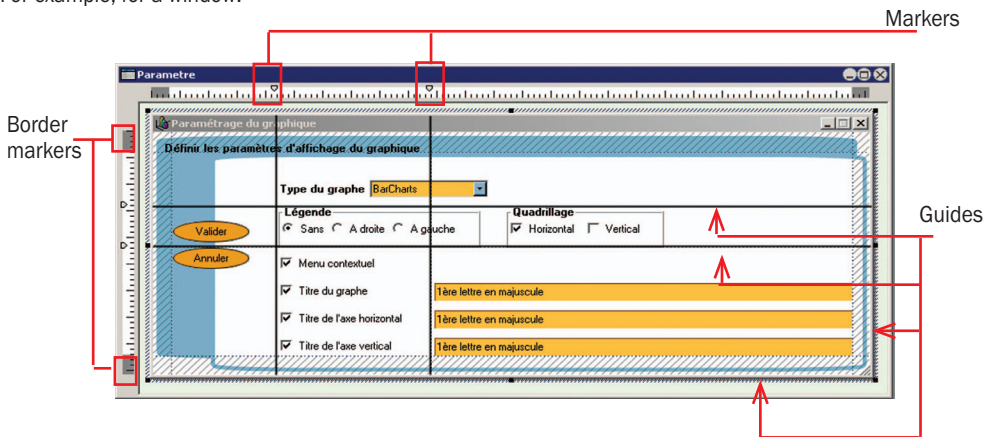 For example, for a window:
Markers
Parametre
Border
markers
Paramétrage du graphique
Définir les paramètres d'affichage du graphique
Type du graphe BarCharts
Guides
Légende Quadrillage
Valider Sans A droite A gauche Horizontal Vertical
Annuler
Menu contextuel
Titre du graphe 1ère lettre en majuscule
Titre de l'axe horizontal 1ère lettre en majuscule
Titre de l'axe vertical 1ère lettre en majuscule